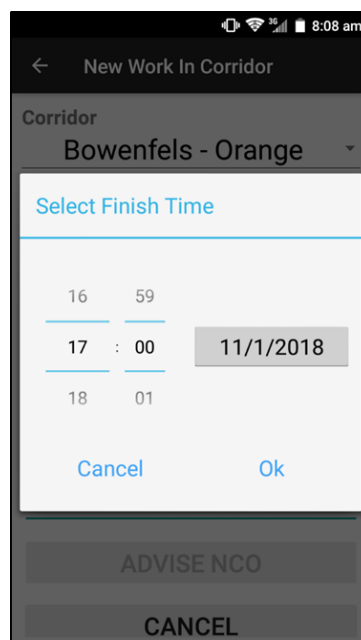 3G 8:08 am
New Work In Corridor
Corridor
Bowenfels - Orange
Select Finish Time
16 59
17 : 00 11/1/2018
18 01
Cancel Ok
ADVISE NCO
CANCEL